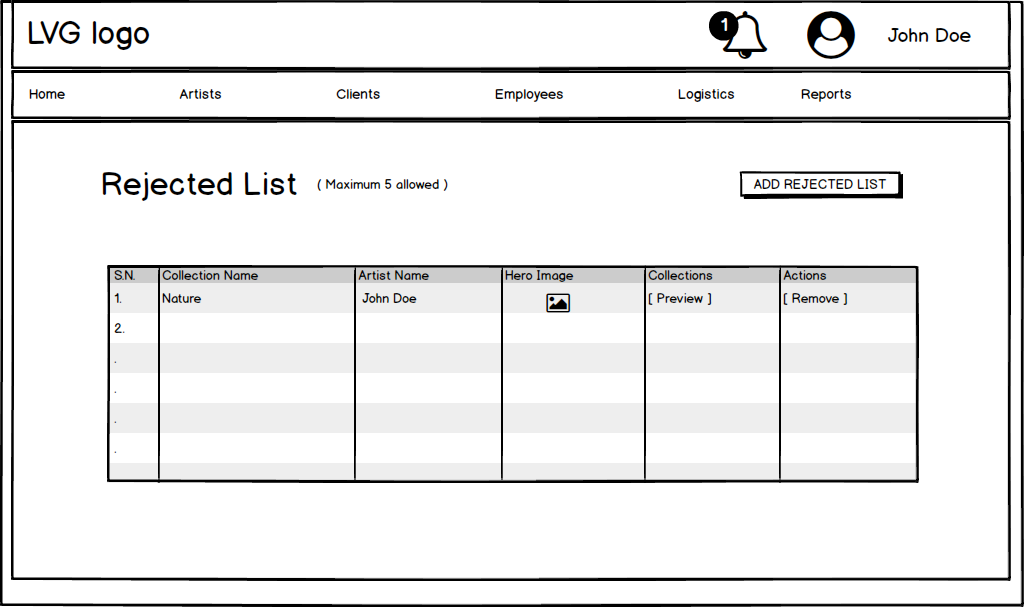 LVG logo
1
John Doe
Home Artists Clients Employees Logistics Reports
Rejected List ( Maximum 5 allowed ) ADD REJECTED LIST
S.N. Collection Name Artist Name Hero Image Collections Actions
1. Nature John Doe [ Preview ] [ Remove ]
2.
.
.
.
.